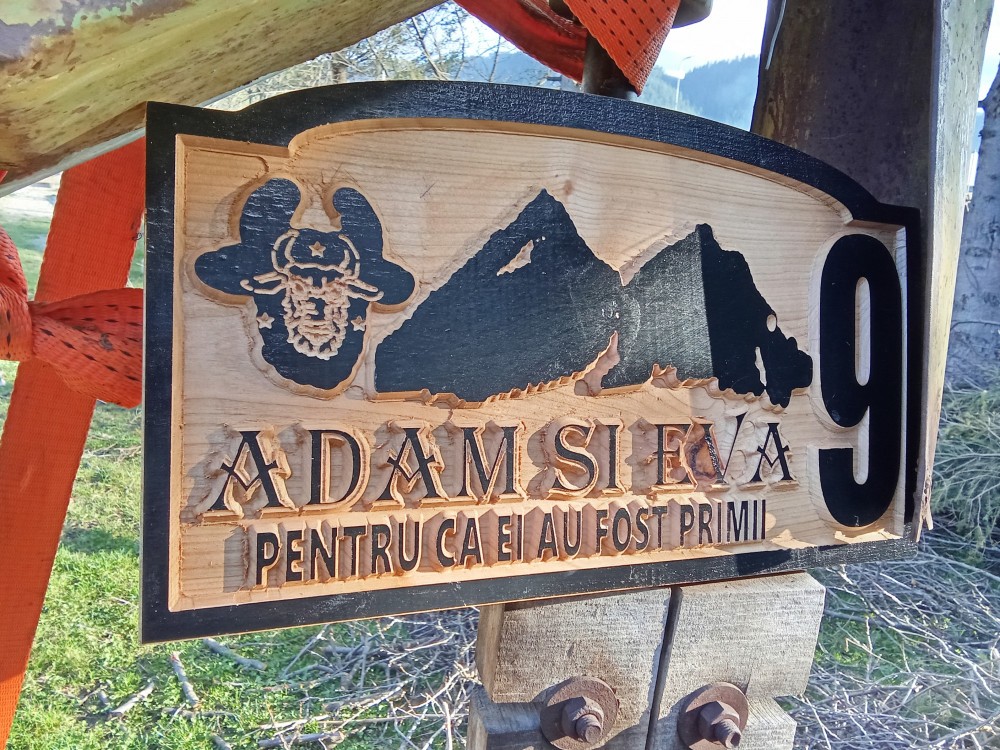 ADAM SI EVA
PENTRU CA EI AU FOST PRIMII
9